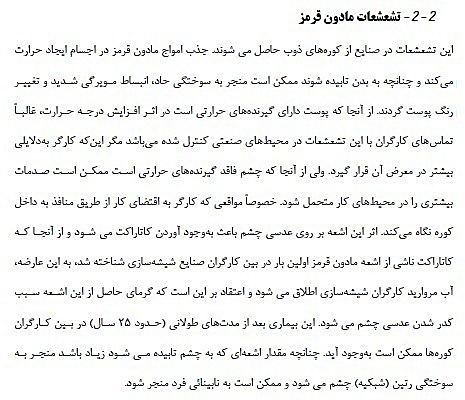 2-2- تشعشعات مادون قرمز
این تشعشعات در صنایع از کوره‌های ذوب حاصل می شوند. جذب امواج مادون قرمز در اجسام ایجاد حرارت
می‌کند و چنانچه به بدن تابیده شوند ممکن است منجر به سوختگی حاد، انبساط مویرگی شدید و تغییر
رنگ پوست گردند. از آنجا که پوست دارای گیرنده‌های حرارتی است در اثر افزایش درجه حرارت، غالباً
تماس‌های کارگران با این تشعشعات در محیط‌های صنعتی کنترل شده می‌باشد مگر این‌که کارگر به‌دلایلی
بیشتر در معرض آن قرار گیرد. ولی از آنجا که چشم فاقد گیرنده‌های حرارتی است ممکن است صدمات
بیشتری را در محیط‌های کار متحمل شود. خصوصاً مواقعی که کارگر به اقتضای کار از طریق منافذ به داخل
کوره نگاه می‌کند. اثر این اشعه بر روی عدسی چشم باعث به‌وجود آوردن کاتاراکت می شود و از آنجا که
کاتاراکت ناشی از اشعه مادون قرمز اولین بار در بین کارگران صنایع شیشه‌سازی شناخته شد، به این عارضه،
آب مروارید کارگران شیشه‌سازی اطلاق می شود و اعتقاد بر این است که گرمای حاصل از این اشعه سبب
کدر شدن عدسی چشم می شود. این بیماری بعد از مدت‌های طولانی (حدود ۲۵ سال) در بین کارگران
کوره‌ها ممکن است به‌وجود آید. چنانچه مقدار اشعه‌ای که به چشم تابیده می شود زیاد باشد منجر به
سوختگی رتین (شبکیه) چشم می شود و ممکن است به نابینائی فرد منجر شود.